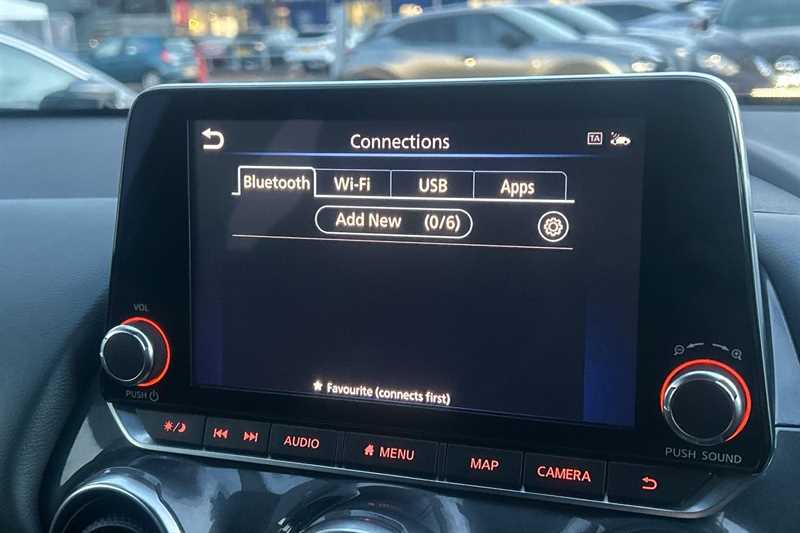 Connections
TA
Bluetooth Wi-Fi USB Apps
Add New (0/6)
★ Favourite (connects first)
VOL
PUSH
PUSH SOUND
AUDIO MENU MAP CAMERA